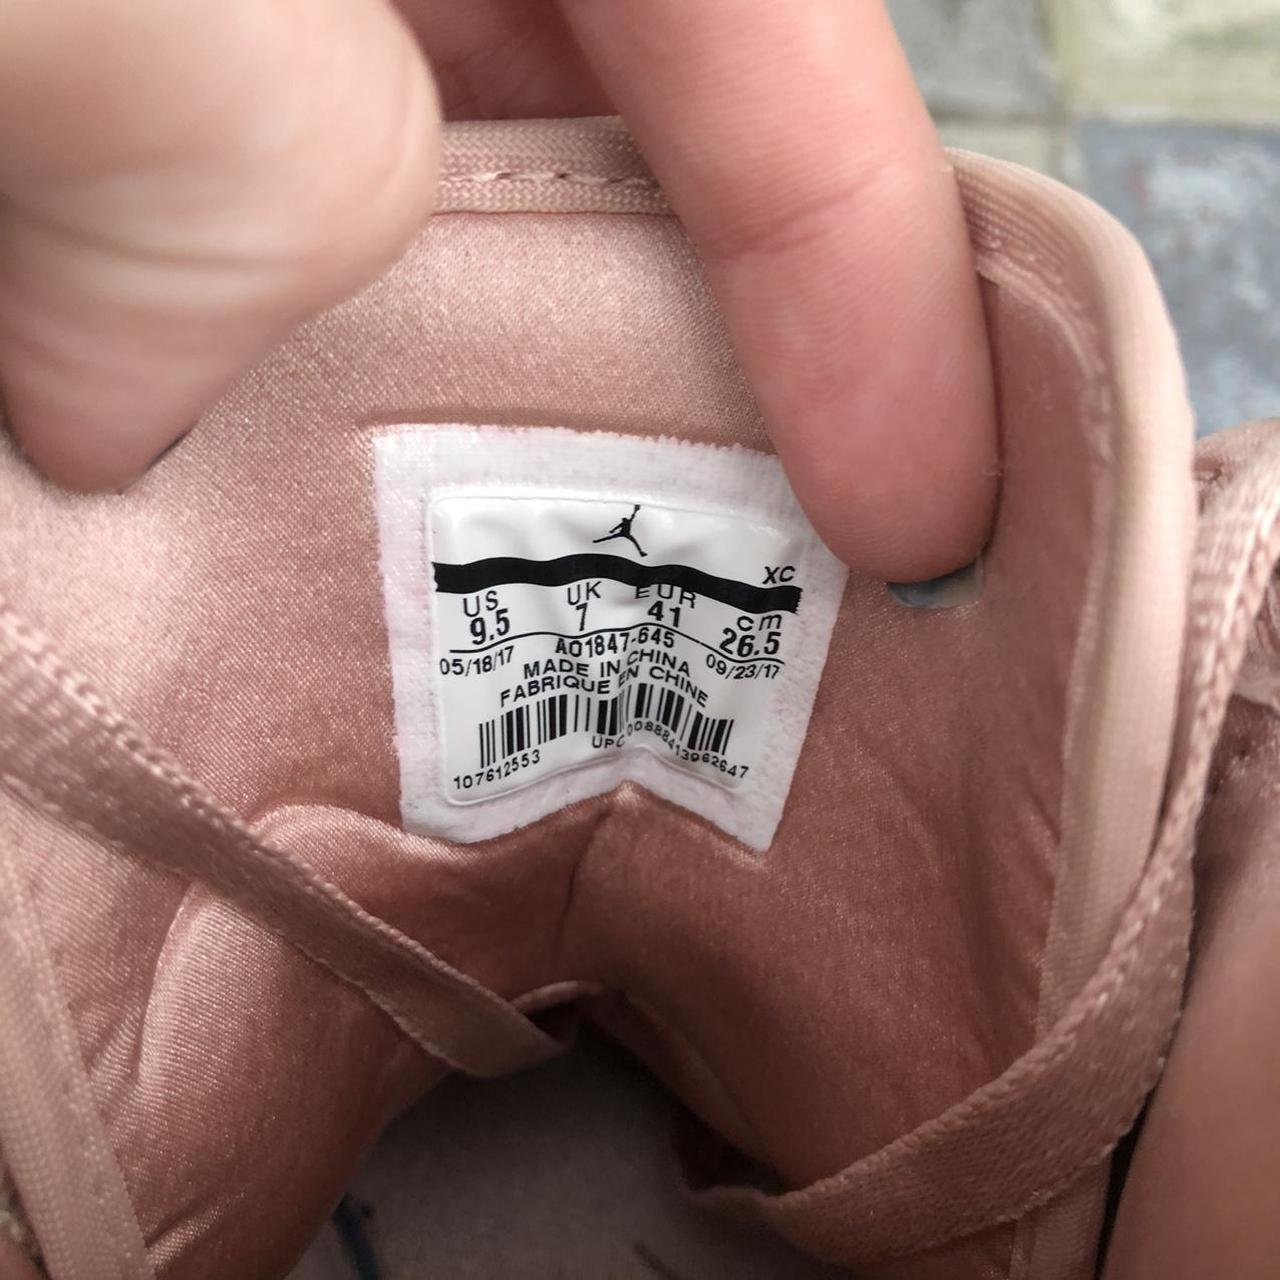 XC
US UK EUR cm
9.5 7 41 26.5
05/18/17 AO1847-645 09/23/17
MADE IN CHINA
FABRIQUE EN CHINE
UPC 00888413962647
107612553